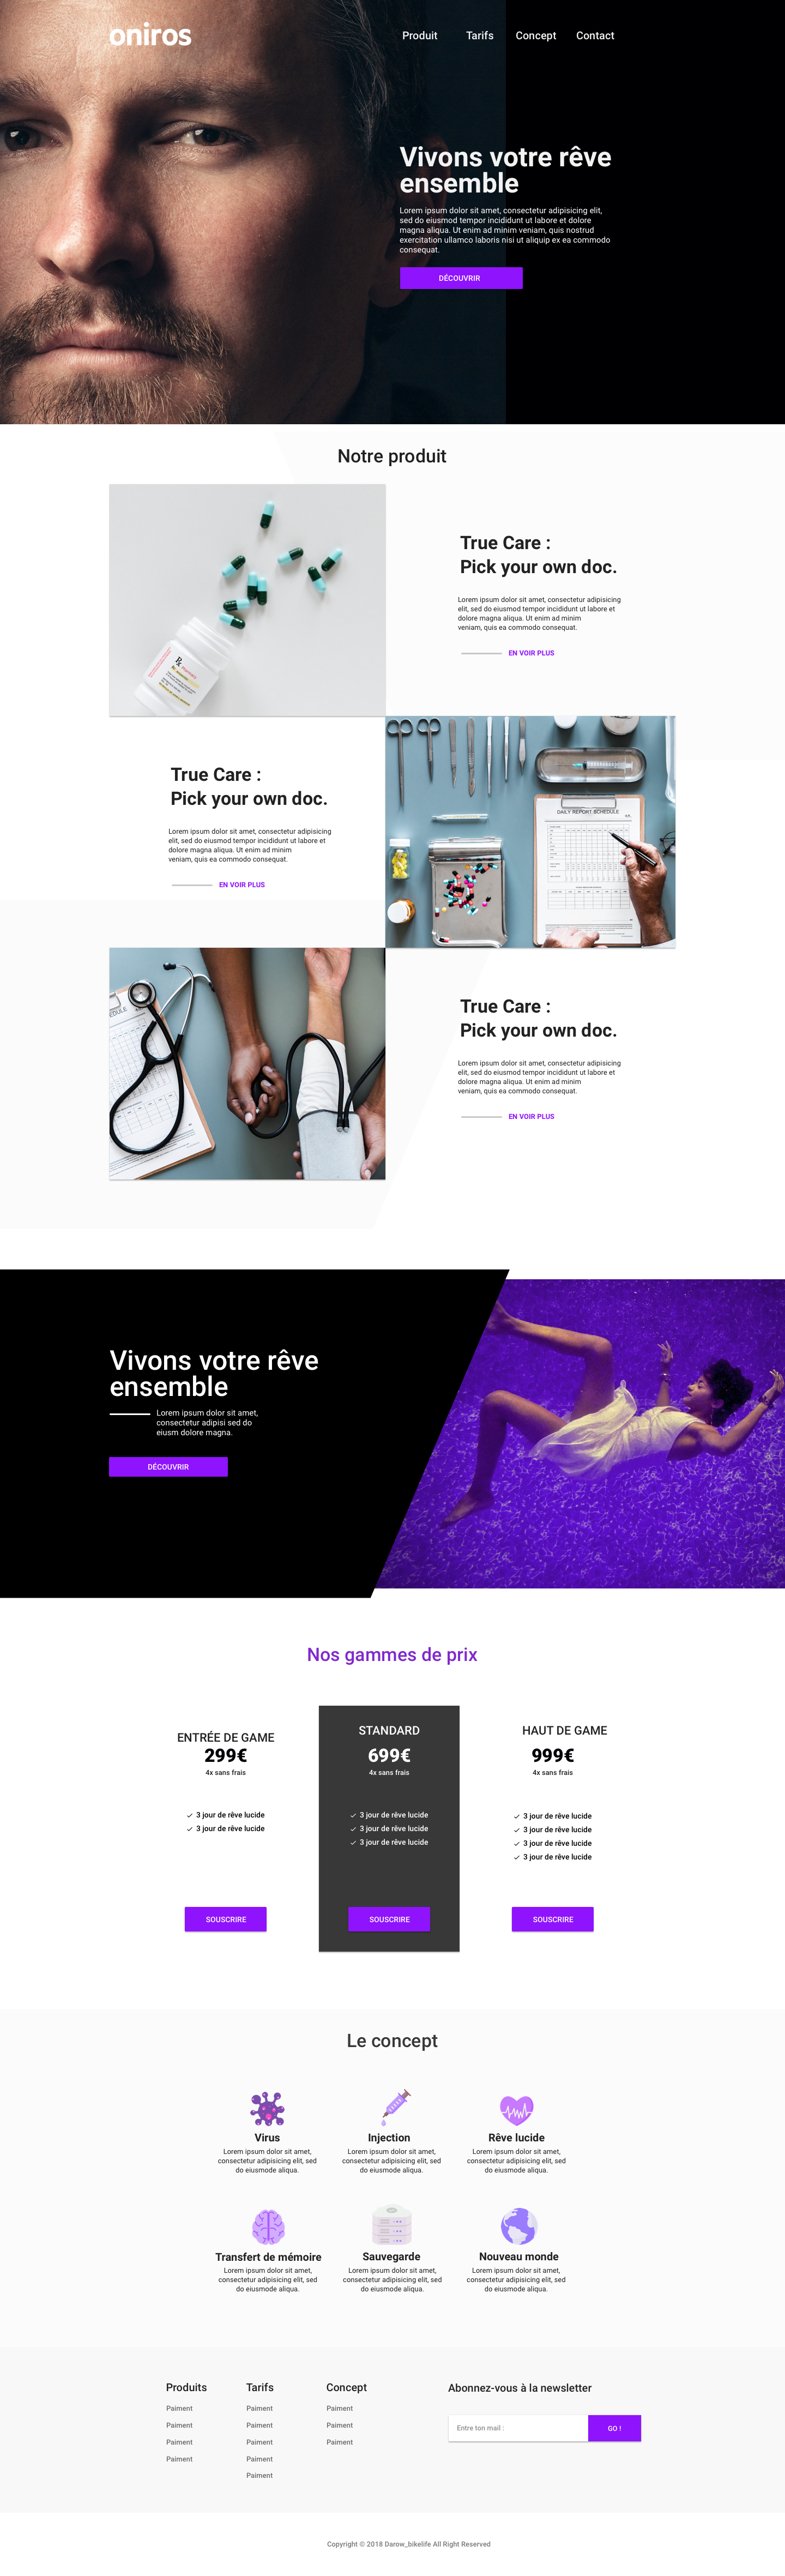 oniros
Produit Tarifs Concept Contact
Vivons votre rêve
ensemble
Lorem ipsum dolor sit amet, consectetur adipisicing elit,
sed do eiusmod tempor incididunt ut labore et dolore
magna aliqua. Ut enim ad minim veniam, quis nostrud
exercitation ullamco laboris nisi ut aliquip ex ea commodo
consequat.
DÉCOUVRIR
Notre produit
True Care :
Pick your own doc.
Lorem ipsum dolor sit amet, consectetur adipisicing
elit, sed do eiusmod tempor incididunt ut labore et
dolore magna aliqua. Ut enim ad minim
veniam, quis ea commodo consequat.
EN VOIR PLUS
True Care :
Pick your own doc.
Lorem ipsum dolor sit amet, consectetur adipisicing
elit, sed do eiusmod tempor incididunt ut labore et
dolore magna aliqua. Ut enim ad minim
veniam, quis ea commodo consequat.
EN VOIR PLUS
DAILY REPORT SCHEDULE
True Care :
Pick your own doc.
Lorem ipsum dolor sit amet, consectetur adipisicing
elit, sed do eiusmod tempor incididunt ut labore et
dolore magna aliqua. Ut enim ad minim
veniam, quis ea commodo consequat.
EN VOIR PLUS
Vivons votre rêve
ensemble
Lorem ipsum dolor sit amet,
consectetur adipisi sed do
eiusm dolore magna.
DÉCOUVRIR
Nos gammes de prix
ENTRÉE DE GAME
299€
4x sans frais
3 jour de rêve lucide
3 jour de rêve lucide
SOUSCRIRE
STANDARD
699€
4x sans frais
3 jour de rêve lucide
3 jour de rêve lucide
3 jour de rêve lucide
SOUSCRIRE
HAUT DE GAME
999€
4x sans frais
3 jour de rêve lucide
3 jour de rêve lucide
3 jour de rêve lucide
3 jour de rêve lucide
SOUSCRIRE
Le concept
Virus
Lorem ipsum dolor sit amet,
consectetur adipisicing elit, sed
do eiusmode aliqua.
Injection
Lorem ipsum dolor sit amet,
consectetur adipisicing elit, sed
do eiusmode aliqua.
Rêve lucide
Lorem ipsum dolor sit amet,
consectetur adipisicing elit, sed
do eiusmode aliqua.
Transfert de mémoire
Lorem ipsum dolor sit amet,
consectetur adipisicing elit, sed
do eiusmode aliqua.
Sauvegarde
Lorem ipsum dolor sit amet,
consectetur adipisicing elit, sed
do eiusmode aliqua.
Nouveau monde
Lorem ipsum dolor sit amet,
consectetur adipisicing elit, sed
do eiusmode aliqua.
Produits
Paiment
Paiment
Paiment
Paiment
Tarifs
Paiment
Paiment
Paiment
Paiment
Paiment
Concept
Paiment
Paiment
Paiment
Abonnez-vous à la newsletter
Entre ton mail :
GO !
Copyright © 2018 Darow_bikelife All Right Reserved